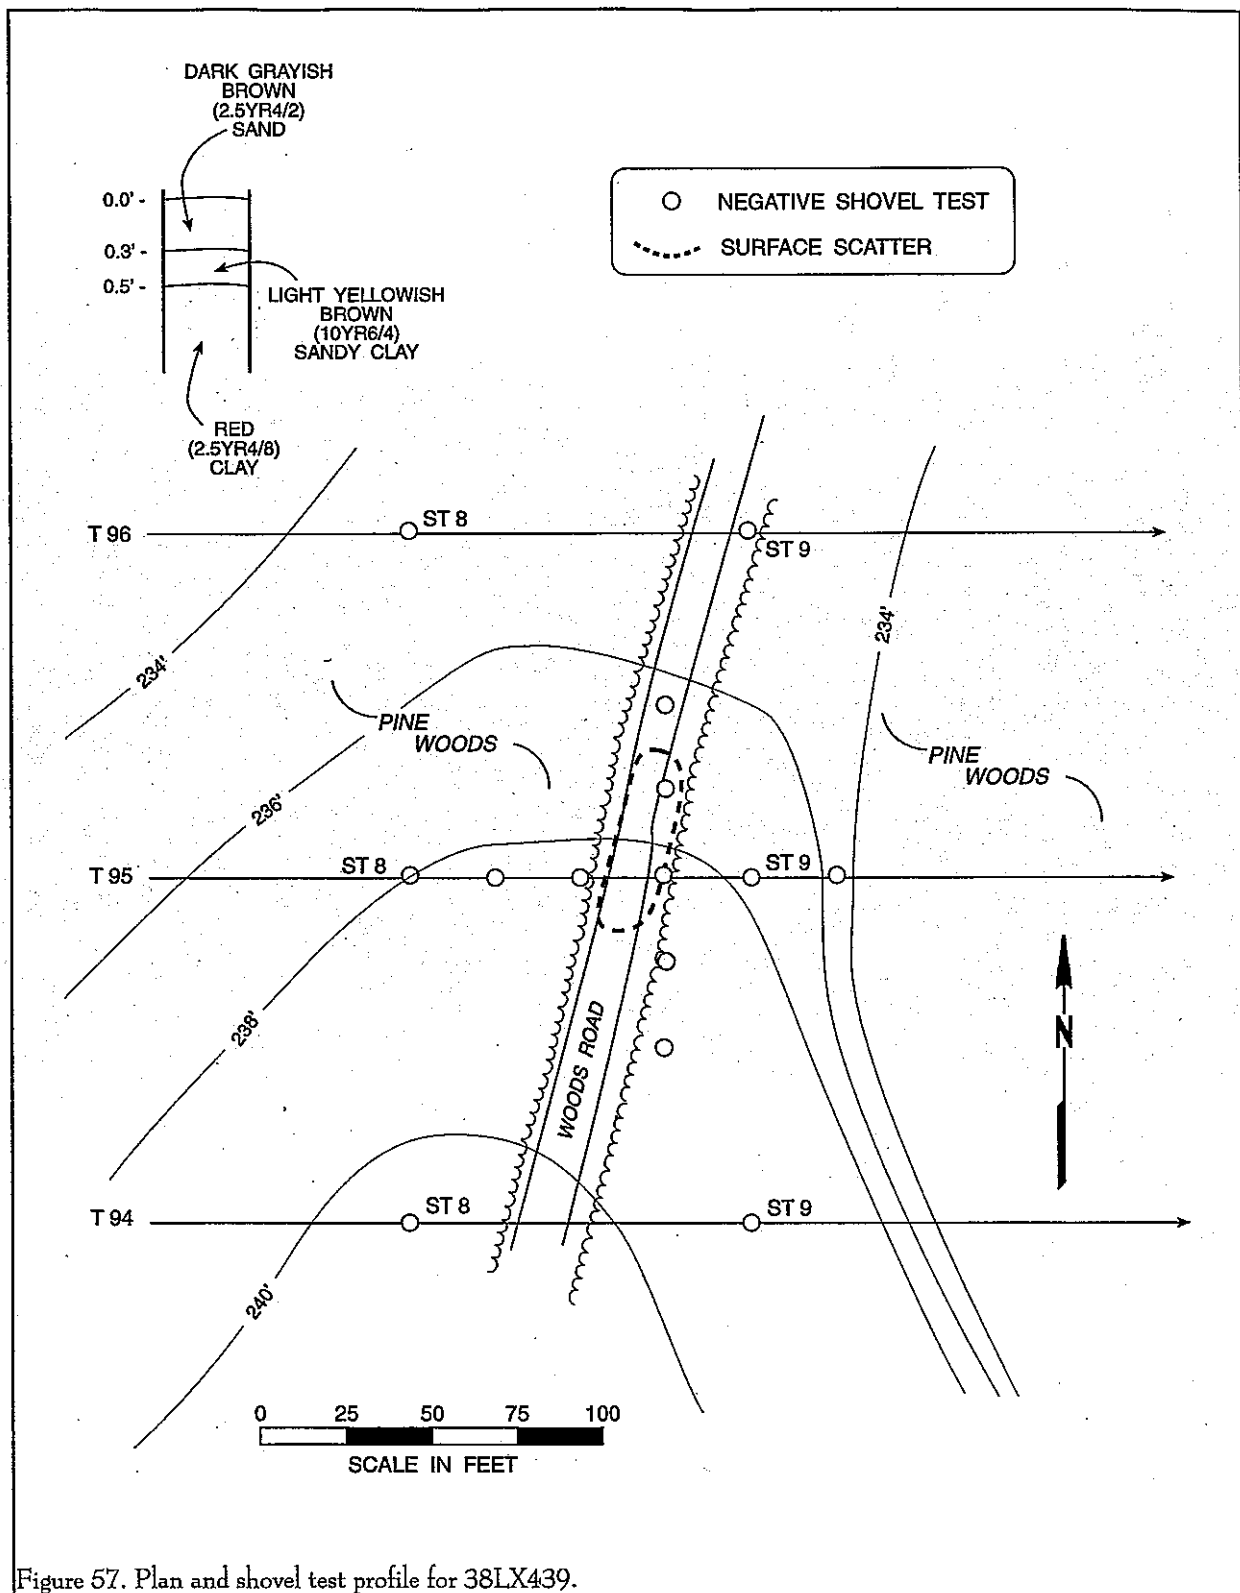 DARK GRAYISH
BROWN
(2.5YR4/2)
SAND
0.0' -
0.3' -
0.5' -
LIGHT YELLOWISH
BROWN
(10YR6/4)
SANDY CLAY
RED
(2.5YR4/8)
CLAY
NEGATIVE SHOVEL TEST
SURFACE SCATTER
T 96
ST 8
ST 9
234'
234'
PINE
WOODS
PINE
WOODS
236'
T 95
ST 8
ST 9
238'
WOODS ROAD
N
T 94
ST 8
ST 9
240'
0 25 50 75 100
SCALE IN FEET
Figure 57. Plan and shovel test profile for 38LX439.